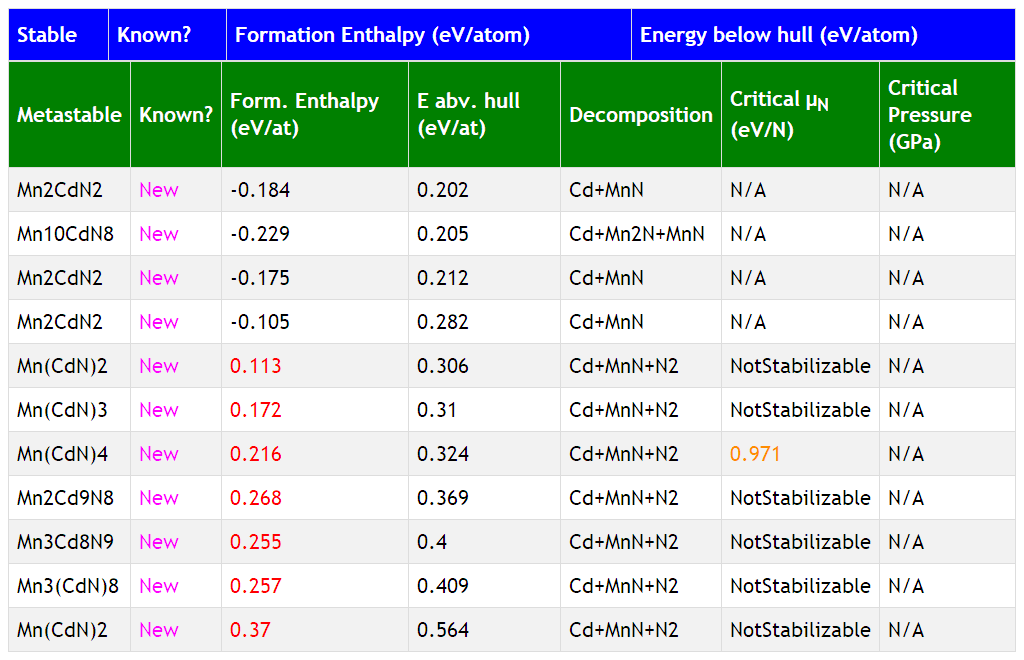 Stable Known? Formation Enthalpy (eV/atom) Energy below hull (eV/atom)
Metastable Known? Form. Enthalpy (eV/at) E abv. hull (eV/at) Decomposition Critical μN (eV/N) Critical Pressure (GPa)
Mn2CdN2 New -0.184 0.202 Cd+MnN N/A N/A
Mn10CdN8 New -0.229 0.205 Cd+Mn2N+MnN N/A N/A
Mn2CdN2 New -0.175 0.212 Cd+MnN N/A N/A
Mn2CdN2 New -0.105 0.282 Cd+MnN N/A N/A
Mn(CdN)2 New 0.113 0.306 Cd+MnN+N2 NotStabilizable N/A
Mn(CdN)3 New 0.172 0.31 Cd+MnN+N2 NotStabilizable N/A
Mn(CdN)4 New 0.216 0.324 Cd+MnN+N2 0.971 N/A
Mn2Cd9N8 New 0.268 0.369 Cd+MnN+N2 NotStabilizable N/A
Mn3Cd8N9 New 0.255 0.4 Cd+MnN+N2 NotStabilizable N/A
Mn3(CdN)8 New 0.257 0.409 Cd+MnN+N2 NotStabilizable N/A
Mn(CdN)2 New 0.37 0.564 Cd+MnN+N2 NotStabilizable N/A